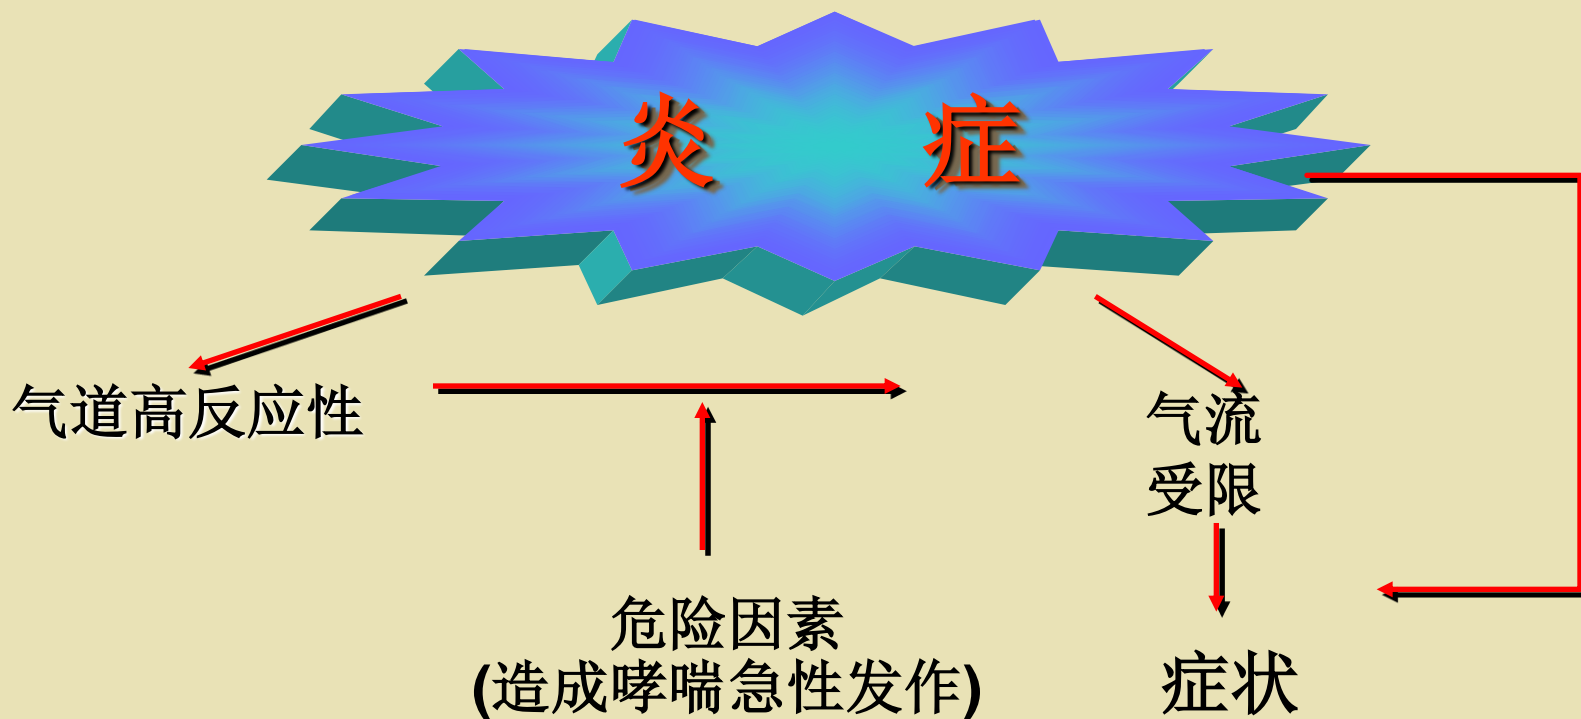 炎 症
气道高反应性
气流
受限
危险因素
(造成哮喘急性发作)
症状